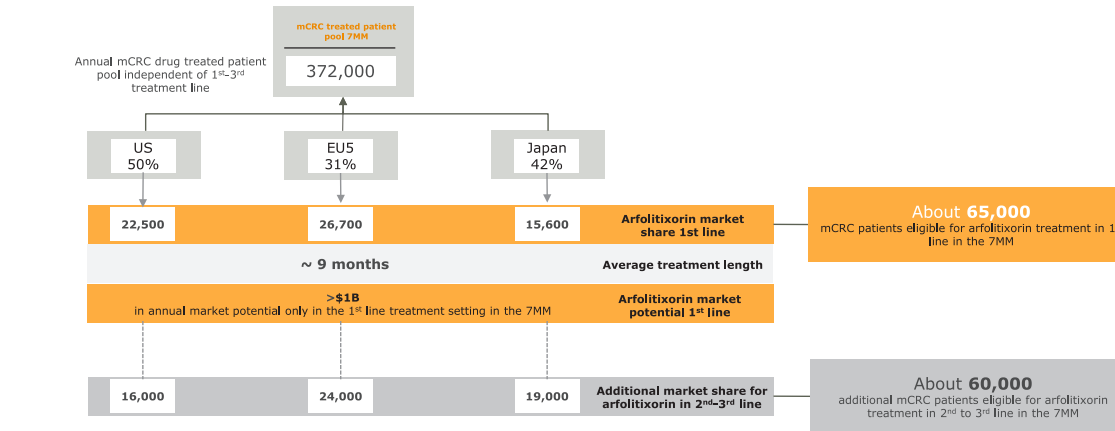 mCRC treated patient
pool 7MM
372,000
Annual mCRC drug treated patient
pool independent of 1st–3rd
treatment line
US
50%
EU5
31%
Japan
42%
22,500
26,700
15,600
Arfolitixorin market
share 1st line
About 65,000
mCRC patients eligible for arfolitixorin treatment in 1
line in the 7MM
~ 9 months
Average treatment length
>$1B
in annual market potential only in the 1st line treatment setting in the 7MM
Arfolitixorin market
potential 1st line
16,000
24,000
19,000
Additional market share for
arfolitixorin in 2nd–3rd line
About 60,000
additional mCRC patients eligible for arfolitixorin
treatment in 2nd to 3rd line in the 7MM